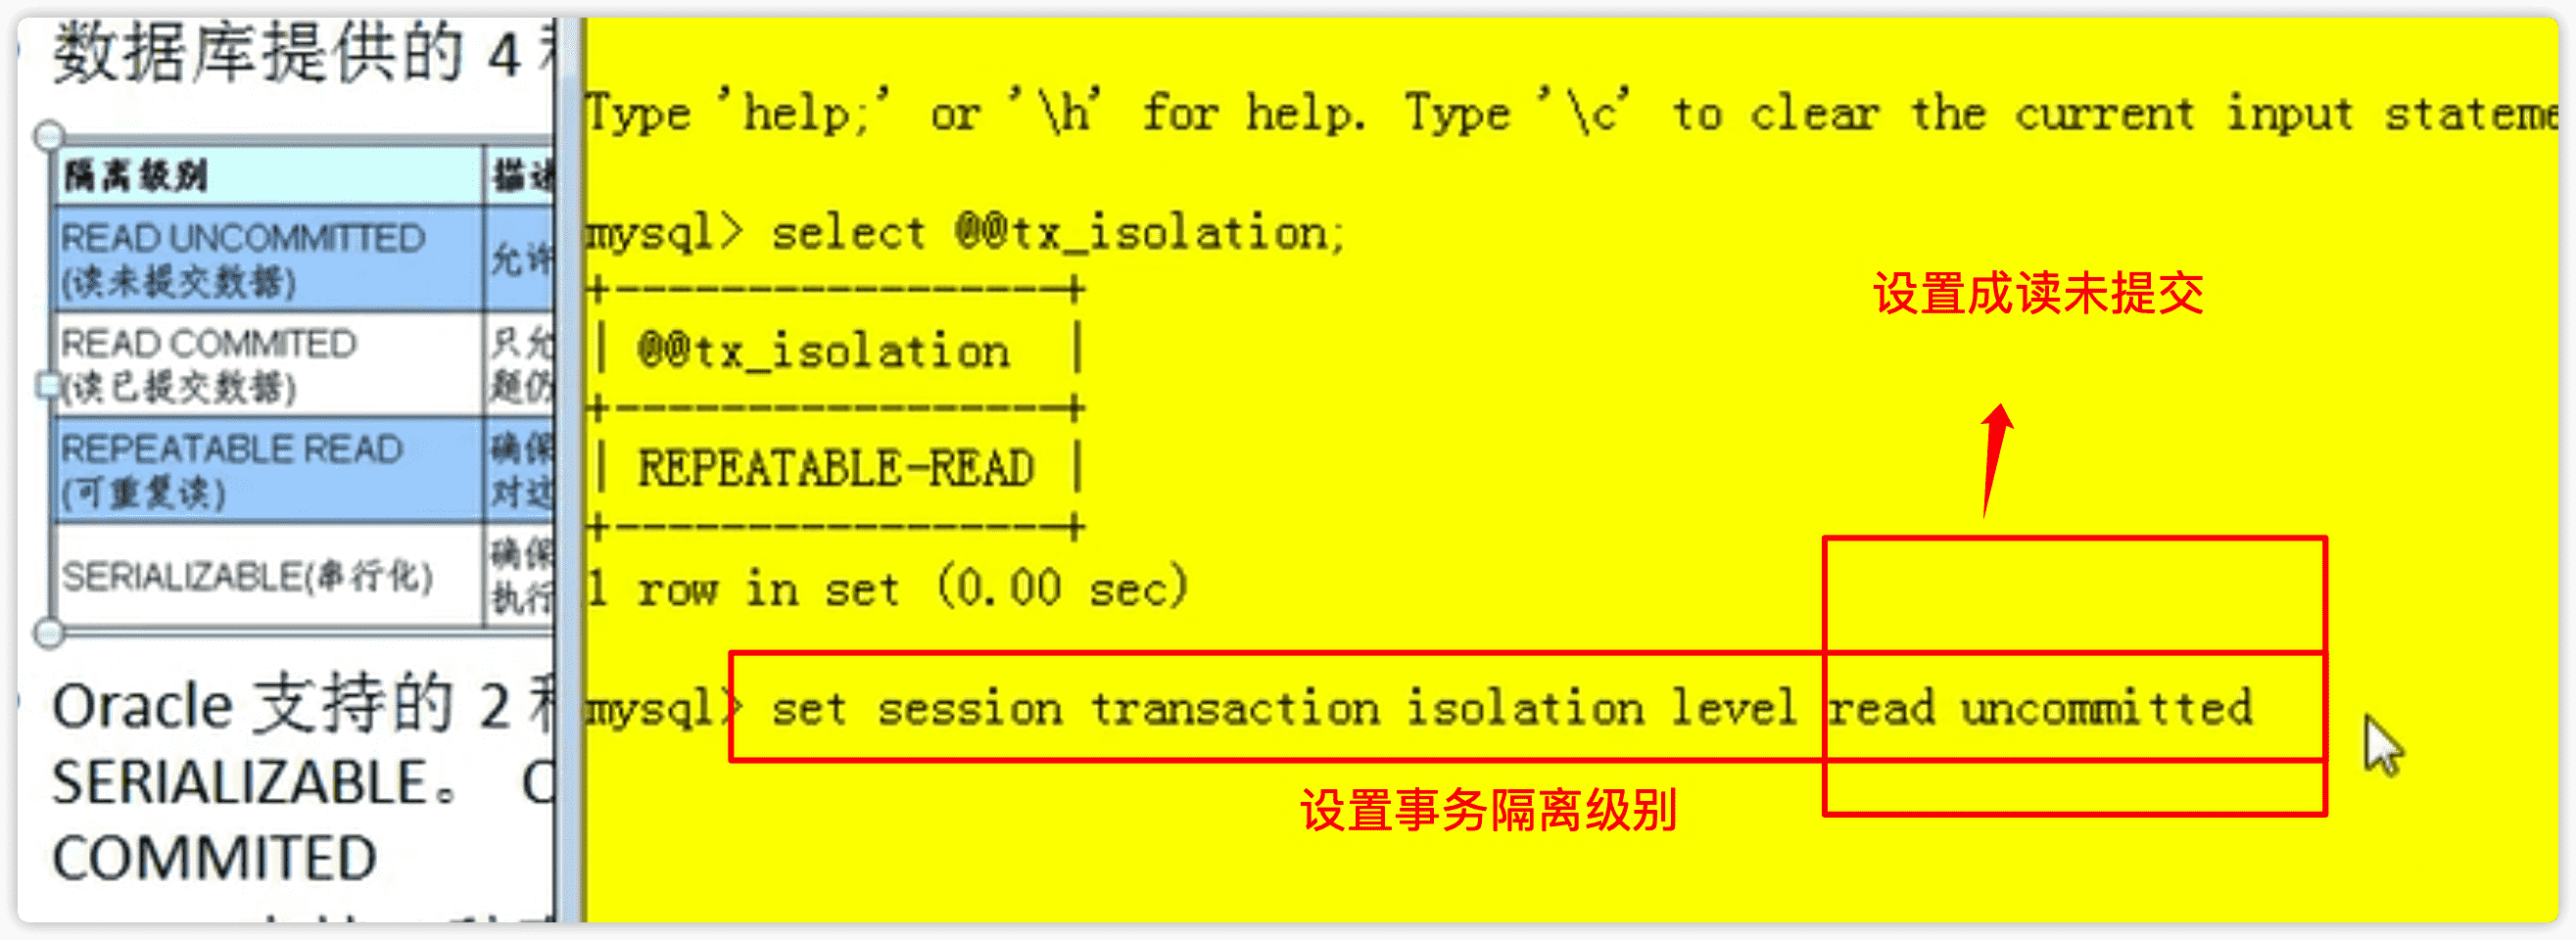 数据库提供的 4
隔离级别 描述
READ UNCOMMITTED
(读未提交数据)
允许
READ COMMITED
(读已提交数据)
只允
题仍
REPEATABLE READ
(可重复读)
确保
对这
SERIALIZABLE(串行化)
确保
执行
Oracle 支持的 2
SERIALIZABLE。
COMMITED
Type 'help;' or '\h' for help. Type '\c' to clear the current input stateme
mysql> select @@tx_isolation;
+------------------+
| @@tx_isolation |
+------------------+
| REPEATABLE-READ |
+------------------+
1 row in set (0.00 sec)
设置成读未提交
mysql> set session transaction isolation level read uncommitted
设置事务隔离级别